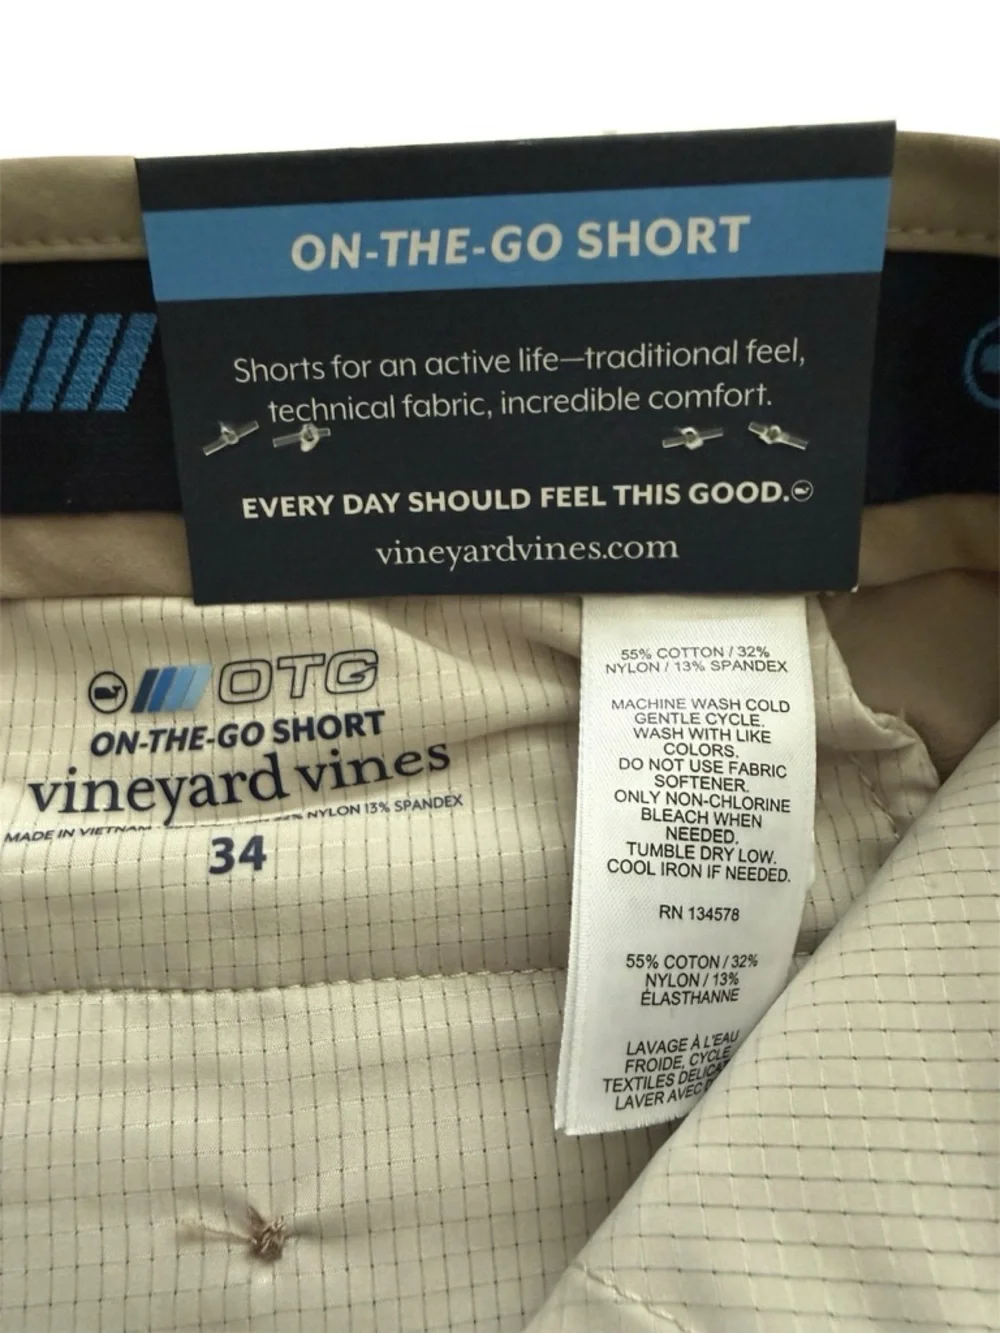 ON-THE-GO SHORT
Shorts for an active life—traditional feel,
technical fabric, incredible comfort.
EVERY DAY SHOULD FEEL THIS GOOD.
vineyardvines.com
OTG
ON-THE-GO SHORT
vineyard vines
MADE IN VIETNAM NYLON 13% SPANDEX
34
55% COTTON / 32%
NYLON / 13% SPANDEX
MACHINE WASH COLD
GENTLE CYCLE.
WASH WITH LIKE
COLORS.
DO NOT USE FABRIC
SOFTENER.
ONLY NON-CHLORINE
BLEACH WHEN
NEEDED.
TUMBLE DRY LOW.
COOL IRON IF NEEDED.
RN 134578
55% COTON / 32%
NYLON / 13%
ÉLASTHANNE
LAVAGE À L'EAU
FROIDE, CYCLE
TEXTILES
LAVER AVEC